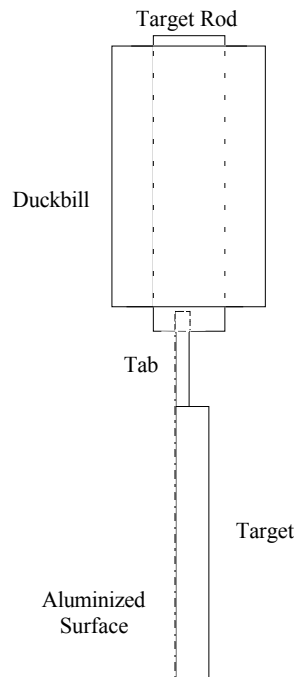 Target Rod
Duckbill
Tab
Target
Aluminized
Surface